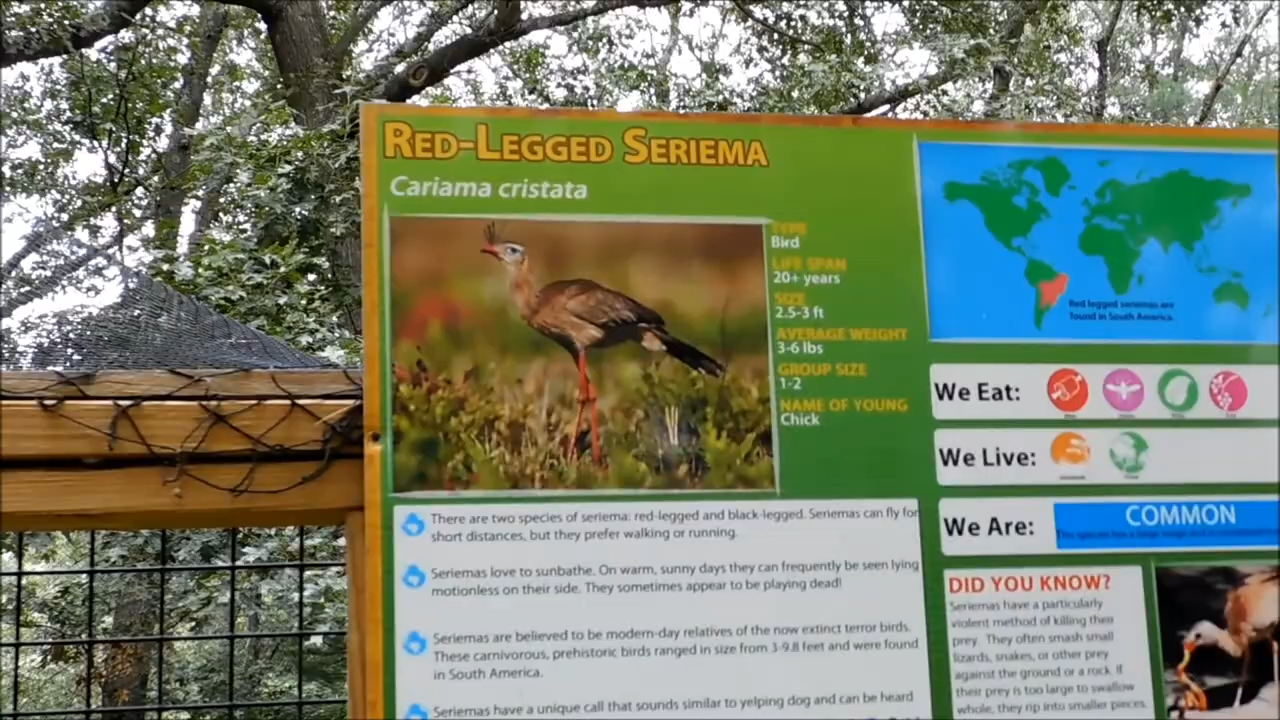 RED-LEGGED SERIEMA
Cariama cristata
TYPE
Bird
LIFE SPAN
20+ years
SIZE
2.5-3 ft
AVERAGE WEIGHT
3-6 lbs
GROUP SIZE
1-2
NAME OF YOUNG
Chick
Red legged seriemas are
found in South America.
We Eat:
We Live:
We Are:
COMMON
This species has a large range and is
There are two species of seriema: red-legged and black-legged. Seriemas can fly for
short distances, but they prefer walking or running.
Seriemas love to sunbathe. On warm, sunny days they can frequently be seen lying
motionless on their side. They sometimes appear to be playing dead!
Seriemas are believed to be modern-day relatives of the now extinct terror birds.
These carnivorous, prehistoric birds ranged in size from 3-9.8 feet and were found
in South America.
Seriemas have a unique call that sounds similar to yelping dog and can be heard
DID YOU KNOW?
Seriemas have a particularly
violent method of killing their
prey. They often smash small
lizards, snakes, or other prey
against the ground or a rock. If
their prey is too large to swallow
whole, they rip into smaller pieces.